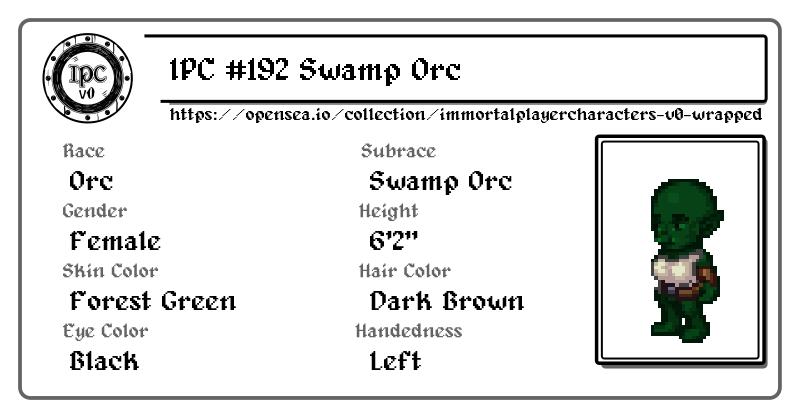 IPC
v0
IPC #192 Swamp Orc
https://opensea.io/collection/immortalplayercharacters-v0-wrapped
Race
Subrace
Orc
Swamp Orc
Gender
Height
Female
6'2"
Skin Color
Hair Color
Forest Green
Dark Brown
Eye Color
Handedness
Black
Left